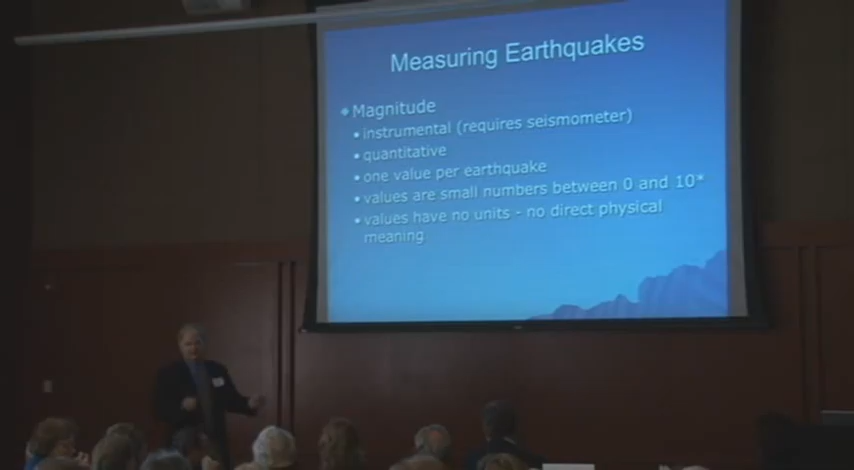 Measuring Earthquakes
Magnitude
instrumental (requires seismometer)
quantitative
one value per earthquake
values are small numbers between 0 and 10*
values have no units - no direct physical
meaning